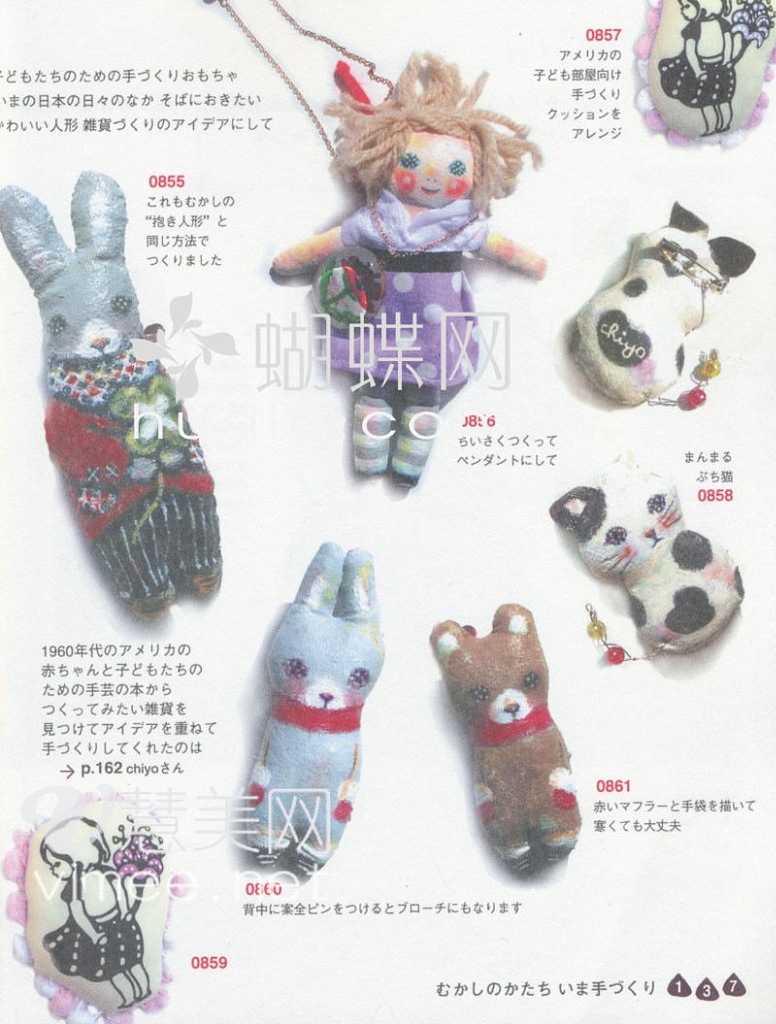 どもたちのための手づくりおもちゃ
いまの日本の日々のなか そばにおきたい
かわいい人形 雑貨づくりのアイデアにして
0857
アメリカの
子ども部屋向け
手づくり
クッションを
アレンジ
0855
これもむかしの
“抱き人形”と
同じ方法で
つくりました
chiyo
蝴蝶网
0856
ちいさくつくって
ペンダントにして
まんまる
ぶち猫
0858
1960年代のアメリカの
赤ちゃんと子どもたちの
ための手芸の本から
つくってみたい雑貨を
見つけてアイデアを重ねて
手づくりしてくれたのは
→ p.162 chiyoさん
慧美网
vimee.net
0861
赤いマフラーと手袋を描いて
寒くても大丈夫
0860
背中に案全ピンをつけるとブローチにもなります
0859
むかしのかたち いま手づくり 137